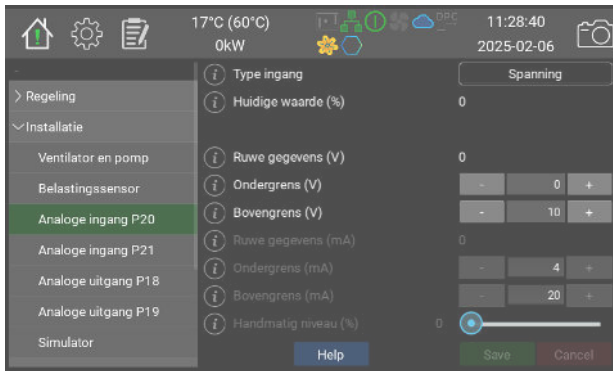 17°C (60°C)
0kW
DPC
11:28:40
2025-02-06
-
Regeling
Installatie
Ventilator en pomp
Belastingssensor
Analoge ingang P20
Analoge ingang P21
Analoge uitgang P18
Analoge uitgang P19
Simulator
Type ingang Spanning
Huidige waarde (%) 0
Ruwe gegevens (V) 0
Ondergrens (V) - 0 +
Bovengrens (V) - 10 +
Ruwe gegevens (mA) 0
Ondergrens (mA) - 4 +
Bovengrens (mA) - 20 +
Handmatig niveau (%) 0
Help Save Cancel